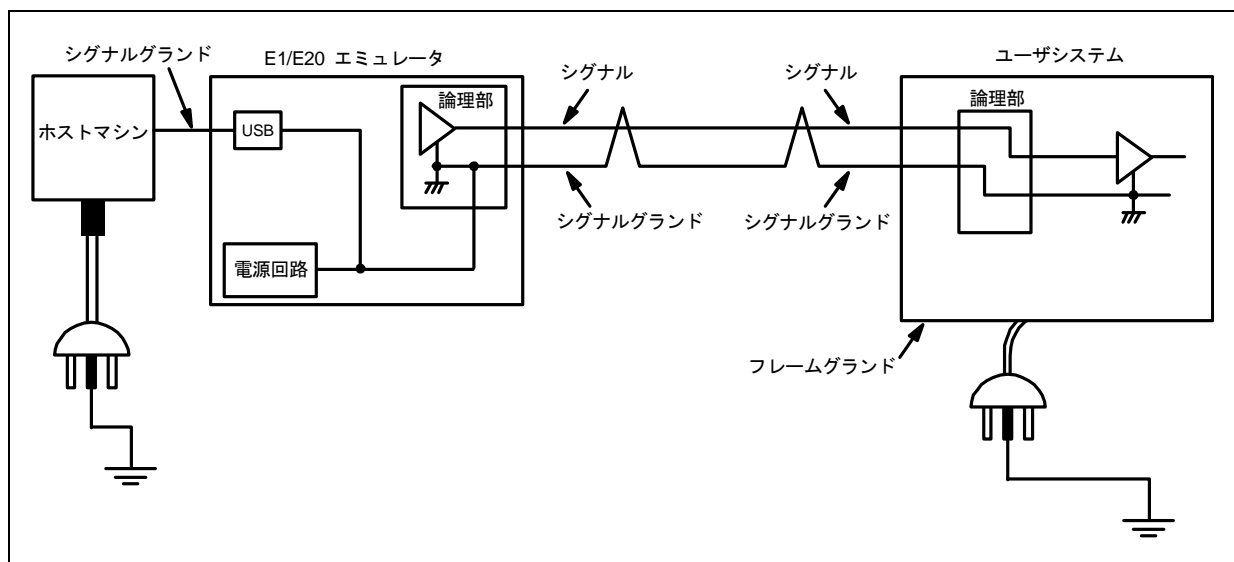 シグナルグランド
E1/E20 エミュレータ
ユーザシステム
シグナル
シグナル
論理部
論理部
ホストマシン
USB
シグナルグランド
シグナルグランド
電源回路
フレームグランド